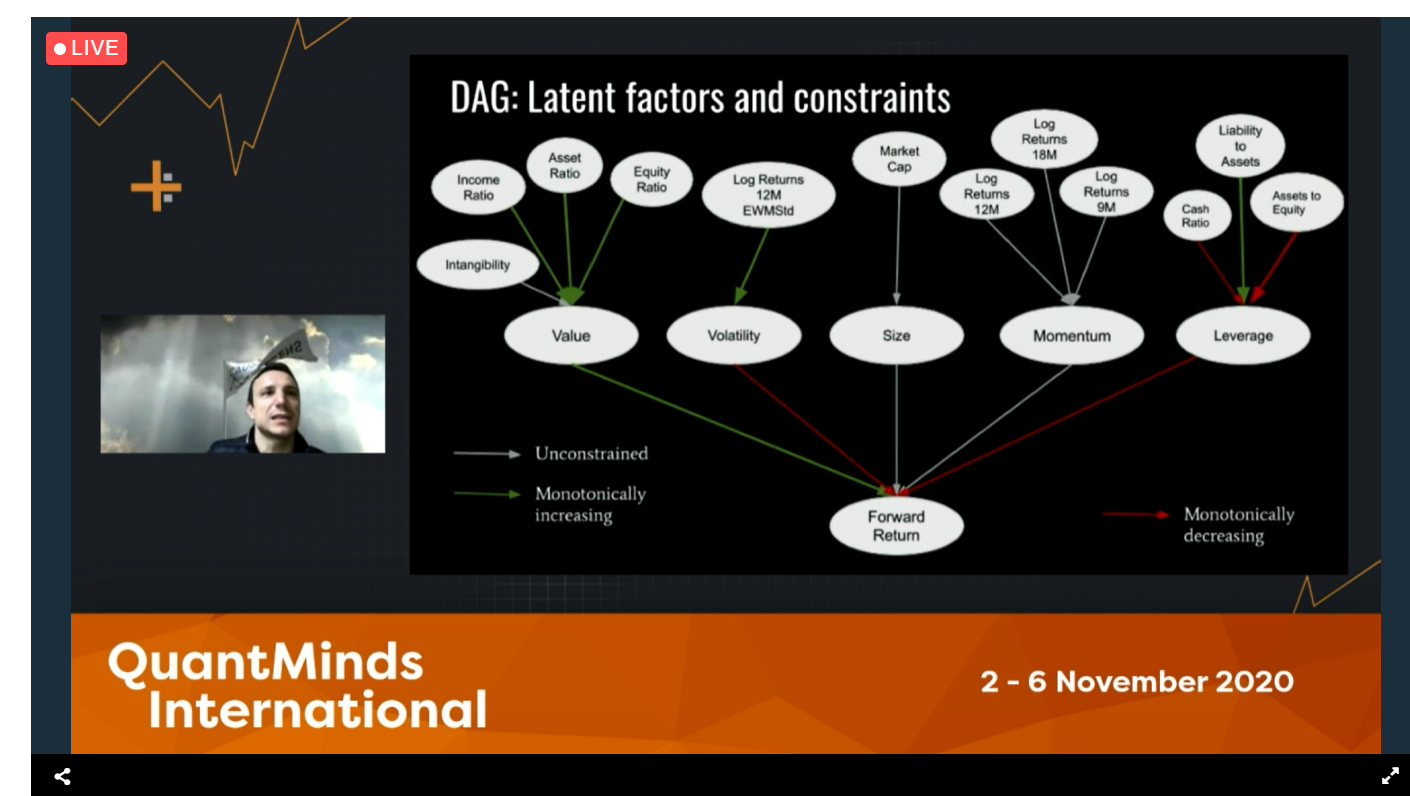 LIVE
DAG: Latent factors and constraints
Income
Ratio
Asset
Ratio
Equity
Ratio
Intangibility
Log Returns
12M
EWMStd
Market
Cap
Log
Returns
12M
Log
Returns
18M
Log
Returns
9M
Liability
to
Assets
Cash
Ratio
Assets to
Equity
Value
Volatility
Size
Momentum
Leverage
Unconstrained
Monotonically
increasing
Forward
Return
Monotonically
decreasing
QuantMinds
International
2 - 6 November 2020